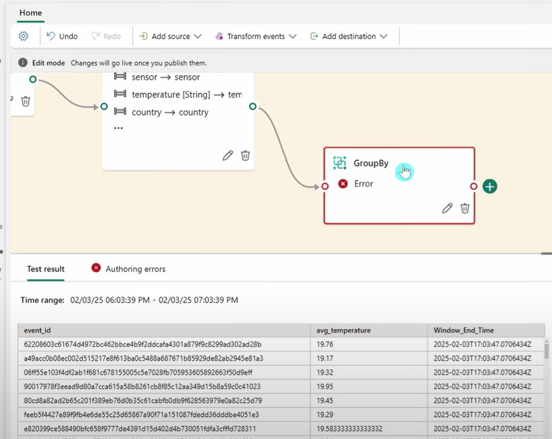 Home
Undo Redo Add source Transform events Add destination
Edit mode Changes will go live once you publish them.
sensor → sensor
temperature [String] → tem
country → country
...
GroupBy
Error
Test result Authoring errors
Time range: 02/03/25 06:03:39 PM - 02/03/25 07:03:39 PM
event_id avg_temperature Window_End_Time
62208603c61674d4972bc462bbce4b9f2ddcafa4301a879f9c8299ad302ad28b 19.76 2025-02-03T17:03:47.0706434Z
a49acc0b08ec002d515217e8f613ba0c5488a687671b85929de82ab2945e81a3 19.17 2025-02-03T17:03:47.0706434Z
06ff55e103f4df2ab1f681c678155005c5e7028fb705953605892663f50d9eff 19.32 2025-02-03T17:03:47.0706434Z
90017978f3eead9d80a7cca615a58b8261cb8f85c12aa349d15b8a59c0c41023 19.95 2025-02-03T17:03:47.0706434Z
80cd8a82ad2b65c201f389eb76d0b35c61cabfb0db9f628563979e0a82c25d79 19.45 2025-02-03T17:03:47.0706434Z
feeb5f4427e89f9fb4e6de55c25d65867a90f71a151087fdedd36dddbe4051e3 19.29 2025-02-03T17:03:47.0706434Z
e820399ce588490bfc658f9777de4391d15d402d4b730051fdfa3cfffd728311 19.583333333333332 2025-02-03T17:03:47.0706434Z